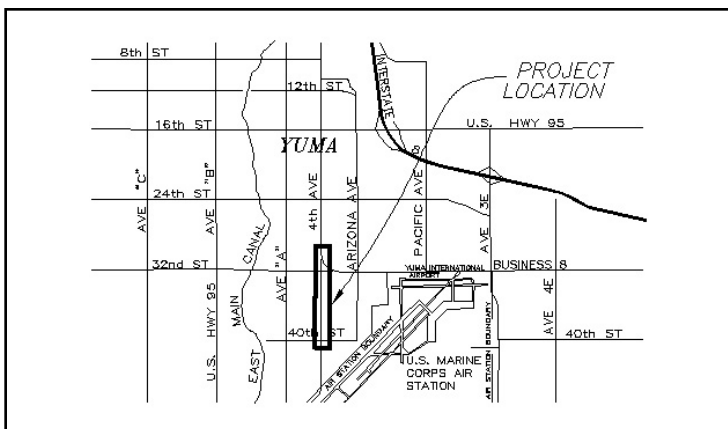 8th ST
12th ST
PROJECT
LOCATION
INTERSTATE
8
16th ST
U.S. HWY 95
YUMA
AVE "C"
AVE "B"
24th ST
4th AVE
ARIZONA AVE
PACIFIC AVE
AVE 3E
CANAL
AVE "A"
32nd ST
YUMA INTERNATIONAL
AIRPORT
BUSINESS 8
U.S. HWY 95
MAIN
EAST
40th ST
AIR STATION BOUNDARY
U.S. MARINE
CORPS AIR
STATION
AIR STATION BOUNDARY
AVE 4E
40th ST